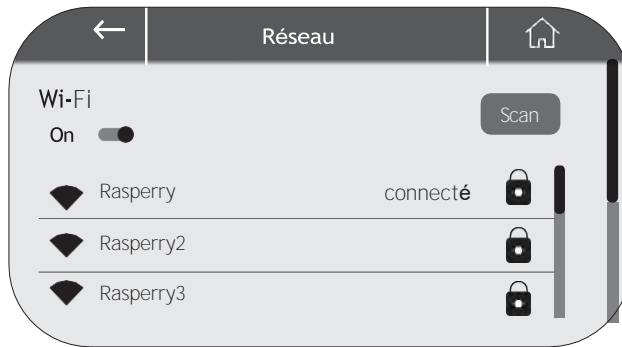 Réseau
Wi-Fi
Scan
On
Rasperry connecté
Rasperry2
Rasperry3